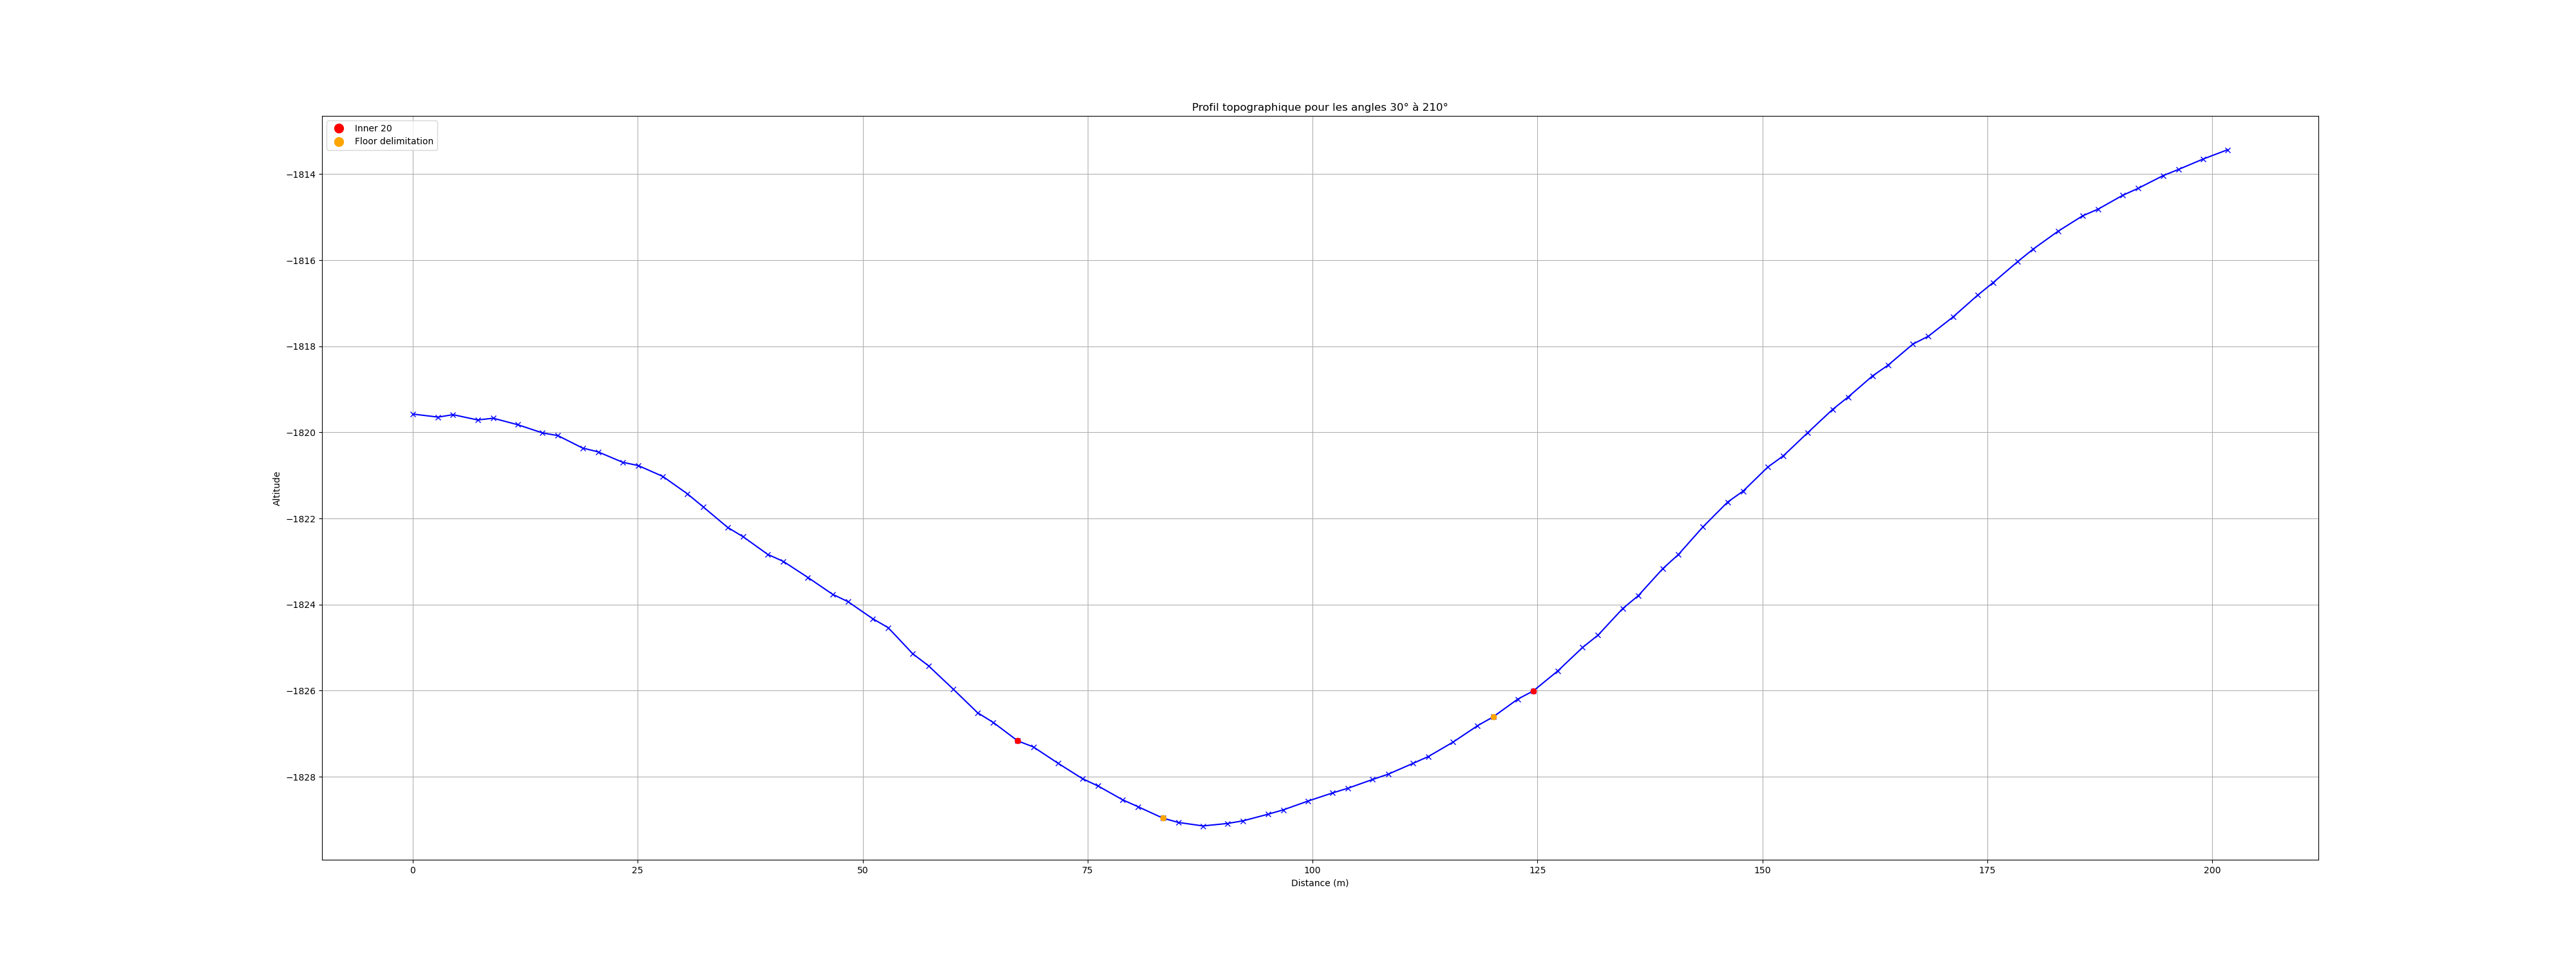 Profil topographique pour les angles 30° à 210°
Inner 20
Floor delimitation
−1814
−1816
−1818
−1820
−1822
−1824
−1826
−1828
Altitude
0 25 50 75 100 125 150 175 200
Distance (m)